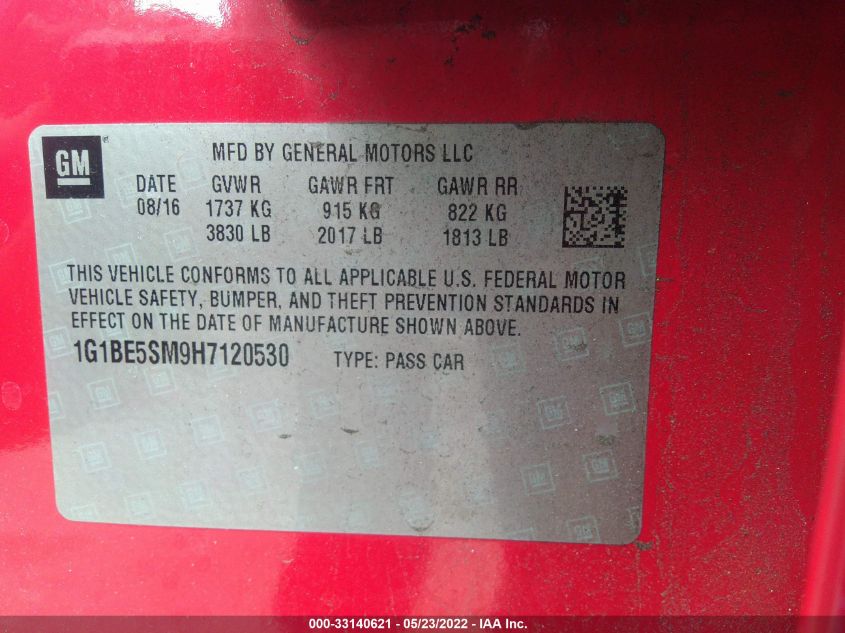 GM
MFD BY GENERAL MOTORS LLC
DATE GVWR GAWR FRT GAWR RR
08/16 1737 KG 915 KG 822 KG
3830 LB 2017 LB 1813 LB
THIS VEHICLE CONFORMS TO ALL APPLICABLE U.S. FEDERAL MOTOR
VEHICLE SAFETY, BUMPER, AND THEFT PREVENTION STANDARDS IN
EFFECT ON THE DATE OF MANUFACTURE SHOWN ABOVE.
1G1BE5SM9H7120530 TYPE: PASS CAR
000-33140621 - 05/23/2022 - IAA Inc.